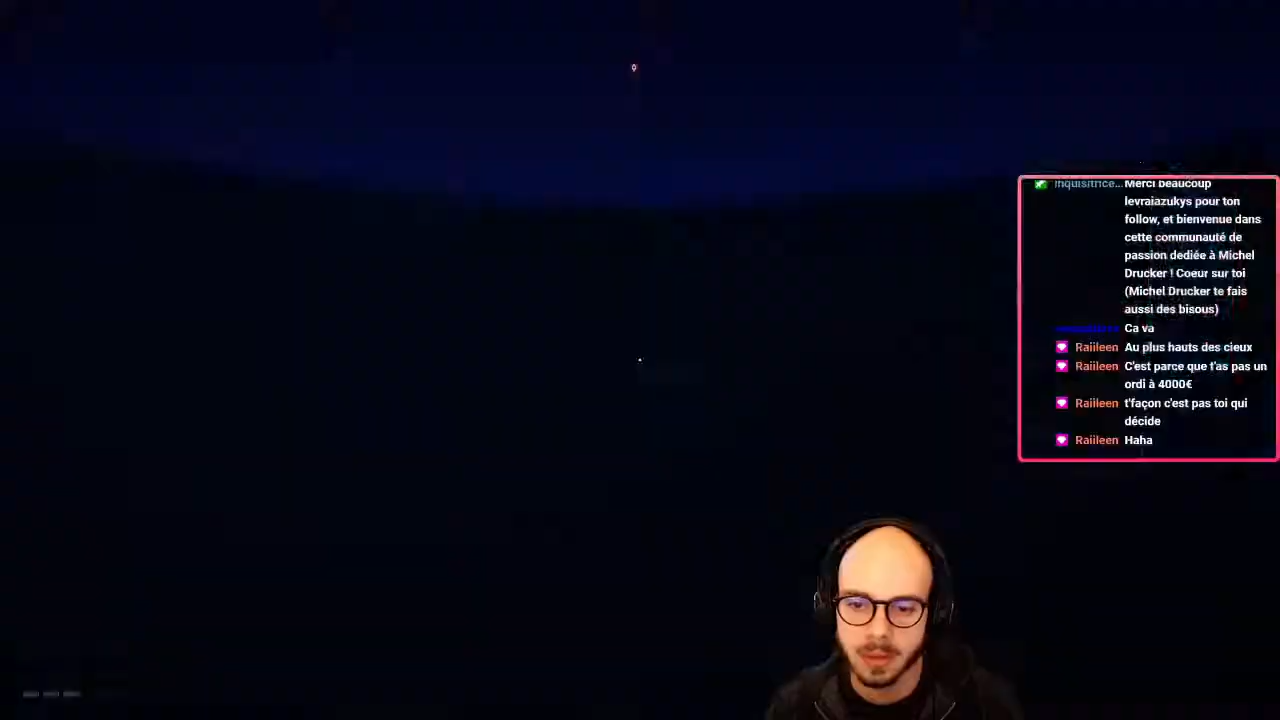 Merci beaucoup
levraiazukys pour ton
follow, et bienvenue dans
cette communauté de
passion dediée à Michel
Drucker ! Coeur sur toi
(Michel Drucker te fais
aussi des bisous)
Ca va
Raiileen Au plus hauts des cieux
Raiileen C'est parce que t'as pas un
ordi à 4000€
Raiileen t'façon c'est pas toi qui
décide
Raiileen Haha